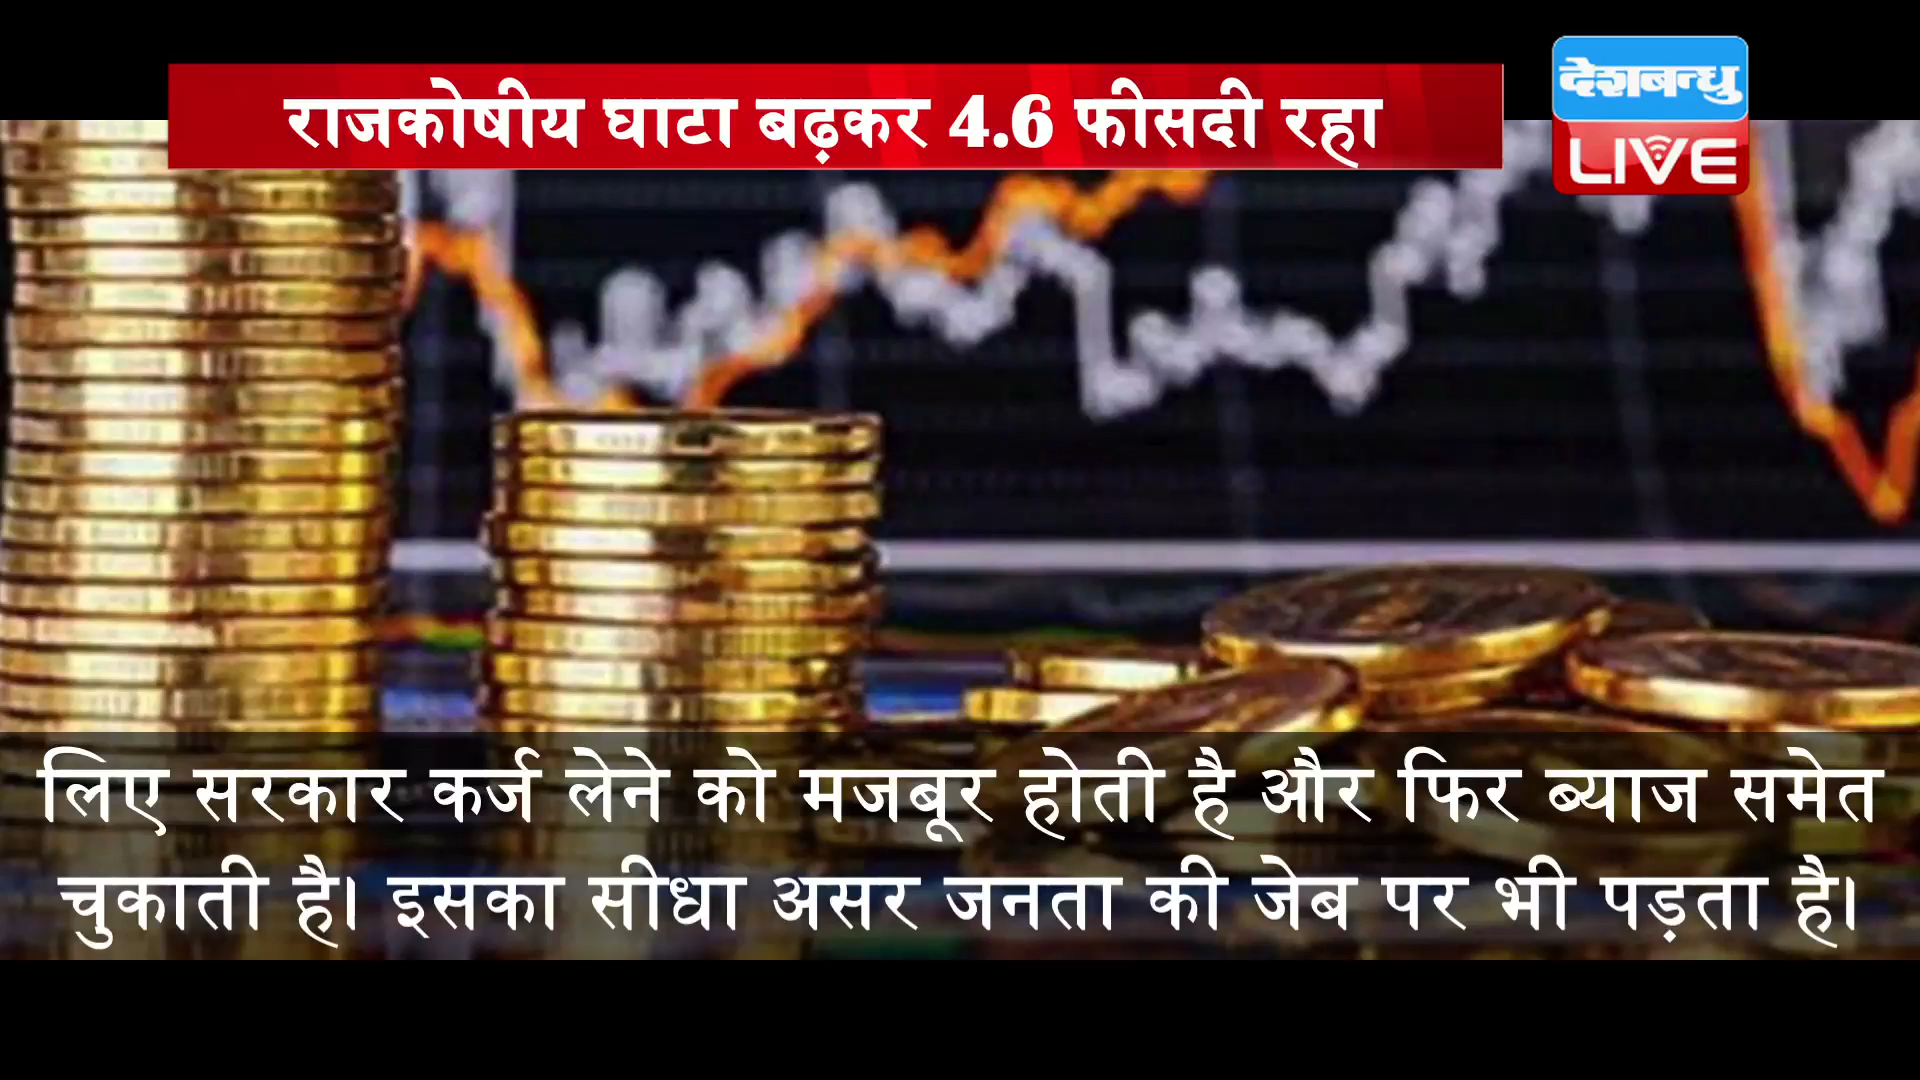 राजकोषीय घाटा बढ़कर 4.6 फीसदी रहा
देशबन्धु
LIVE
लिए सरकार कर्ज लेने को मजबूर होती है और फिर ब्याज समेत
चुकाती है। इसका सीधा असर जनता की जेब पर भी पड़ता है।